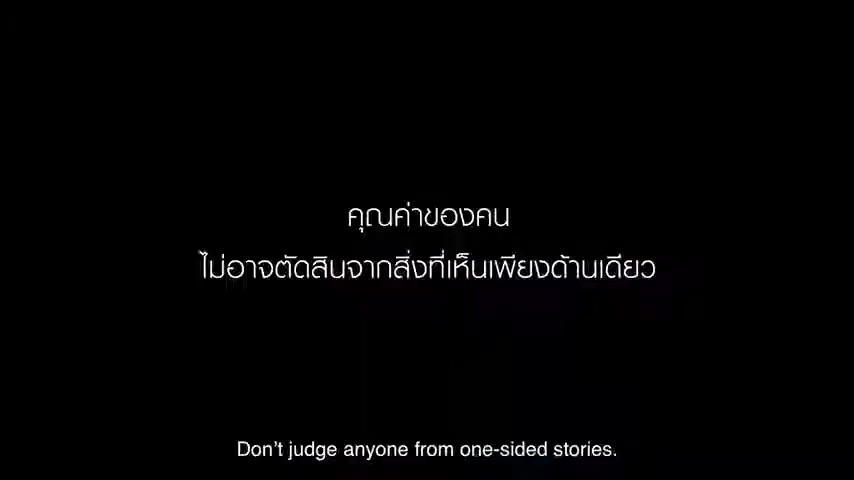 คุณค่าของคน
ไม่อาจตัดสินจากสิ่งที่เห็นเพียงด้านเดียว
Don't judge anyone from one-sided stories.